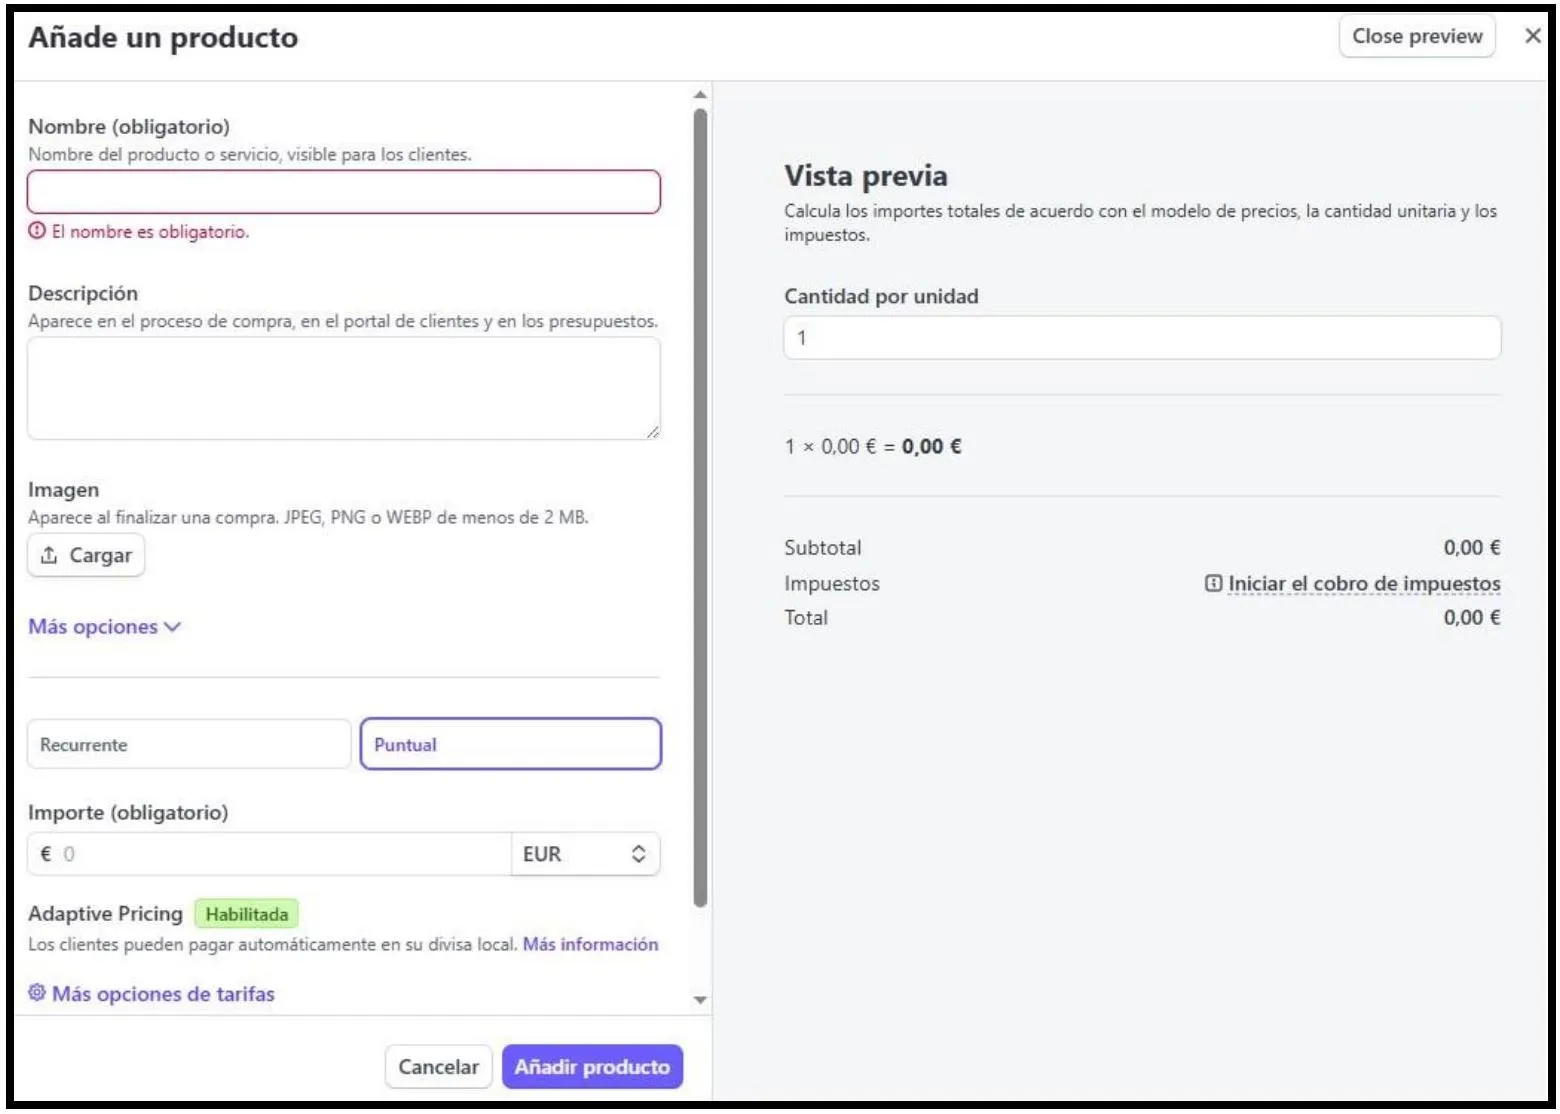 Añade un producto
Close preview
Nombre (obligatorio)
Nombre del producto o servicio, visible para los clientes.
El nombre es obligatorio.
Descripción
Aparece en el proceso de compra, en el portal de clientes y en los presupuestos.
Imagen
Aparece al finalizar una compra. JPEG, PNG o WEBP de menos de 2 MB.
Cargar
Más opciones
Recurrente
Puntual
Importe (obligatorio)
€ 0
EUR
Adaptive Pricing Habilitada
Los clientes pueden pagar automáticamente en su divisa local. Más información
Más opciones de tarifas
Cancelar
Añadir producto
Vista previa
Calcula los importes totales de acuerdo con el modelo de precios, la cantidad unitaria y los
impuestos.
Cantidad por unidad
1
1 × 0,00 € = 0,00 €
Subtotal 0,00 €
Impuestos Iniciar el cobro de impuestos
Total 0,00 €